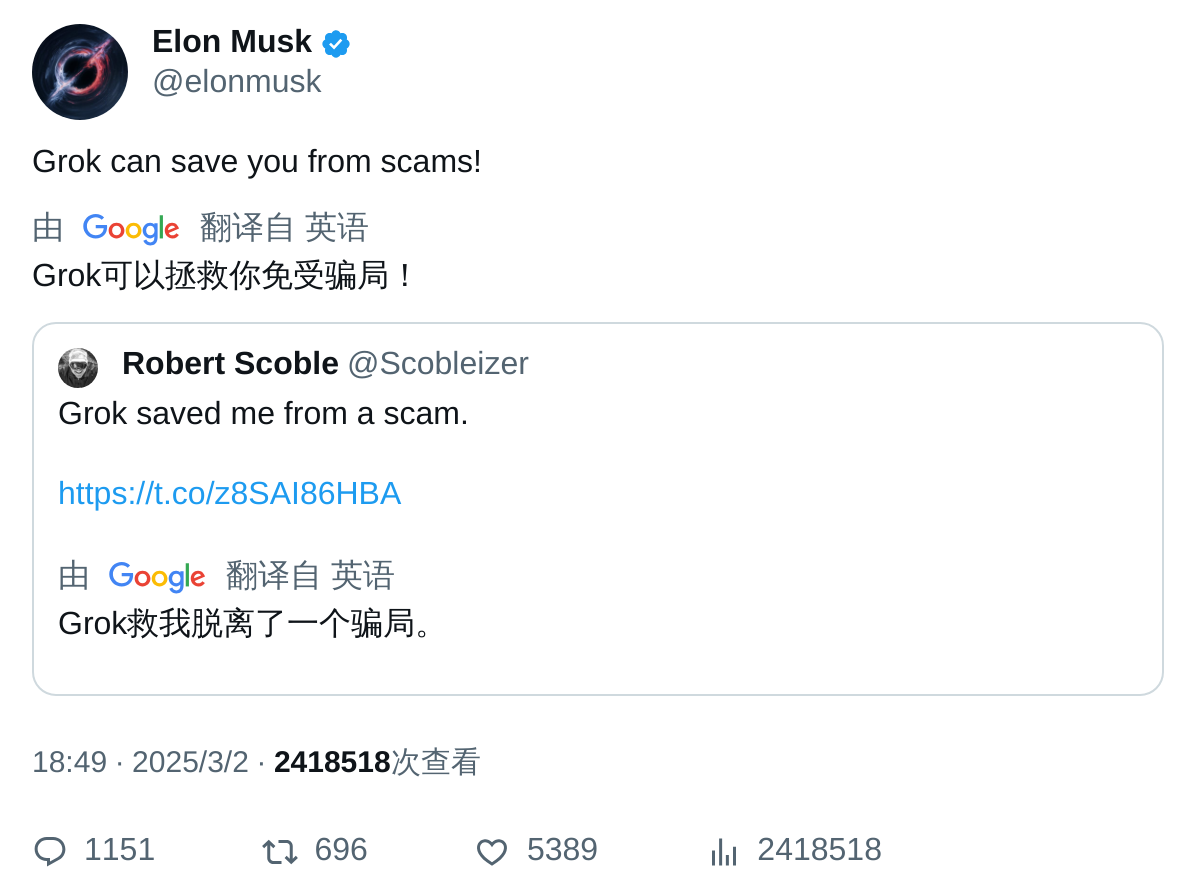 Elon Musk
@elonmusk
Grok can save you from scams!
由 Google 翻译自 英语
Grok可以拯救你免受骗局！
Robert Scoble @Scobleizer
Grok saved me from a scam.
https://t.co/z8SAI86HBA
由 Google 翻译自 英语
Grok救我脱离了一个骗局。
18:49 · 2025/3/2 · 2418518次查看
1151 696 5389 2418518